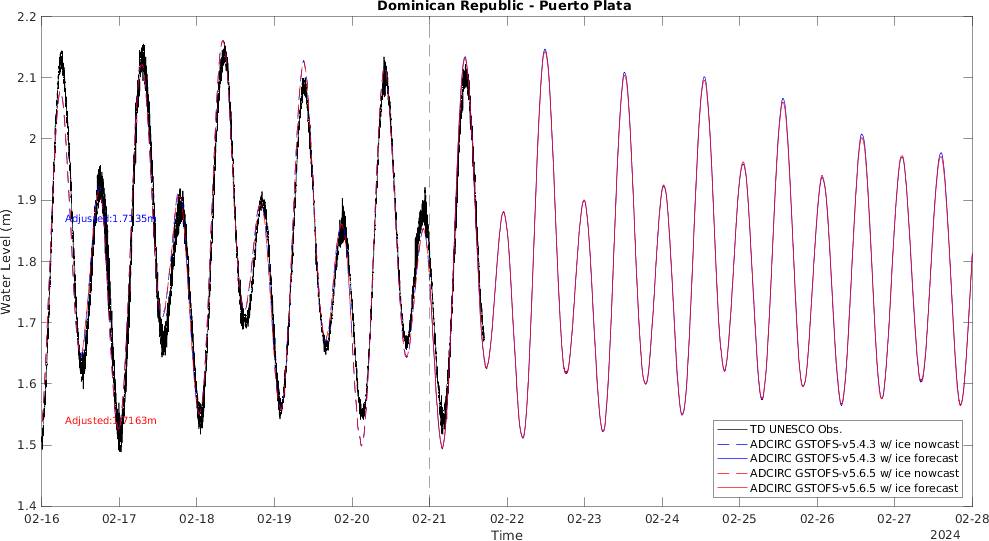 Dominican Republic - Puerto Plata
Water Level (m)
2.2
2.1
2
1.9
1.8
1.7
1.6
1.5
1.4
Adjusted:1.7135m
Adjusted:1.7163m
TD UNESCO Obs.
ADCIRC GSTOFS-v5.4.3 w/ ice nowcast
ADCIRC GSTOFS-v5.4.3 w/ ice forecast
ADCIRC GSTOFS-v5.6.5 w/ ice nowcast
ADCIRC GSTOFS-v5.6.5 w/ ice forecast
02-16 02-17 02-18 02-19 02-20 02-21 02-22 02-23 02-24 02-25 02-26 02-27 02-28
Time
2024